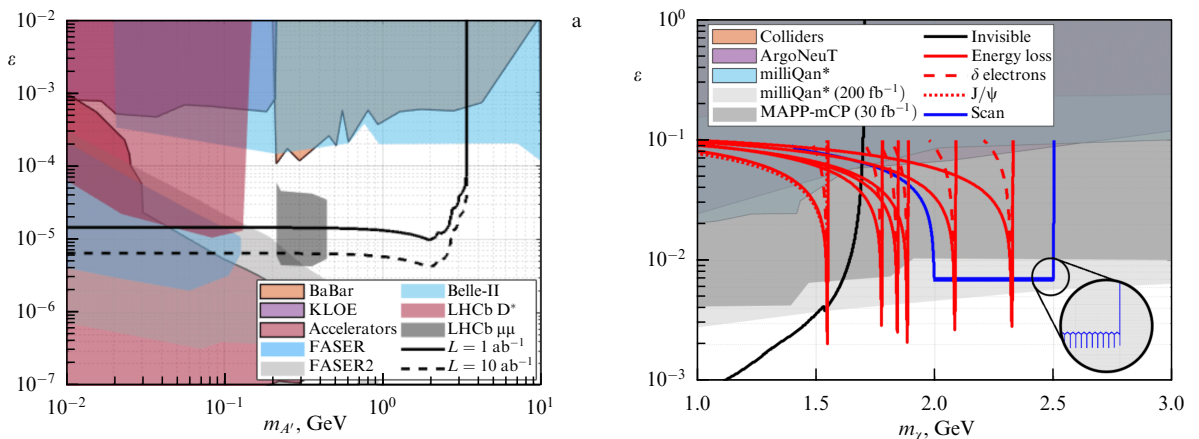 10⁻²
ε
10⁻³
10⁻⁴
10⁻⁵
10⁻⁶
10⁻⁷
BaBar
KLOE
Accelerators
FASER
FASER2
Belle-II
LHCb D*
LHCb μμ
L = 1 ab⁻¹
L = 10 ab⁻¹
10⁻² 10⁻¹ 10⁰ 10¹
m_A′, GeV
a
10⁰
ε
10⁻¹
10⁻²
10⁻³
Colliders
ArgoNeuT
milliQan*
milliQan* (200 fb⁻¹)
MAPP-mCP (30 fb⁻¹)
Invisible
Energy loss
δ electrons
J/ψ
Scan
1.0 1.5 2.0 2.5 3.0
m_χ, GeV